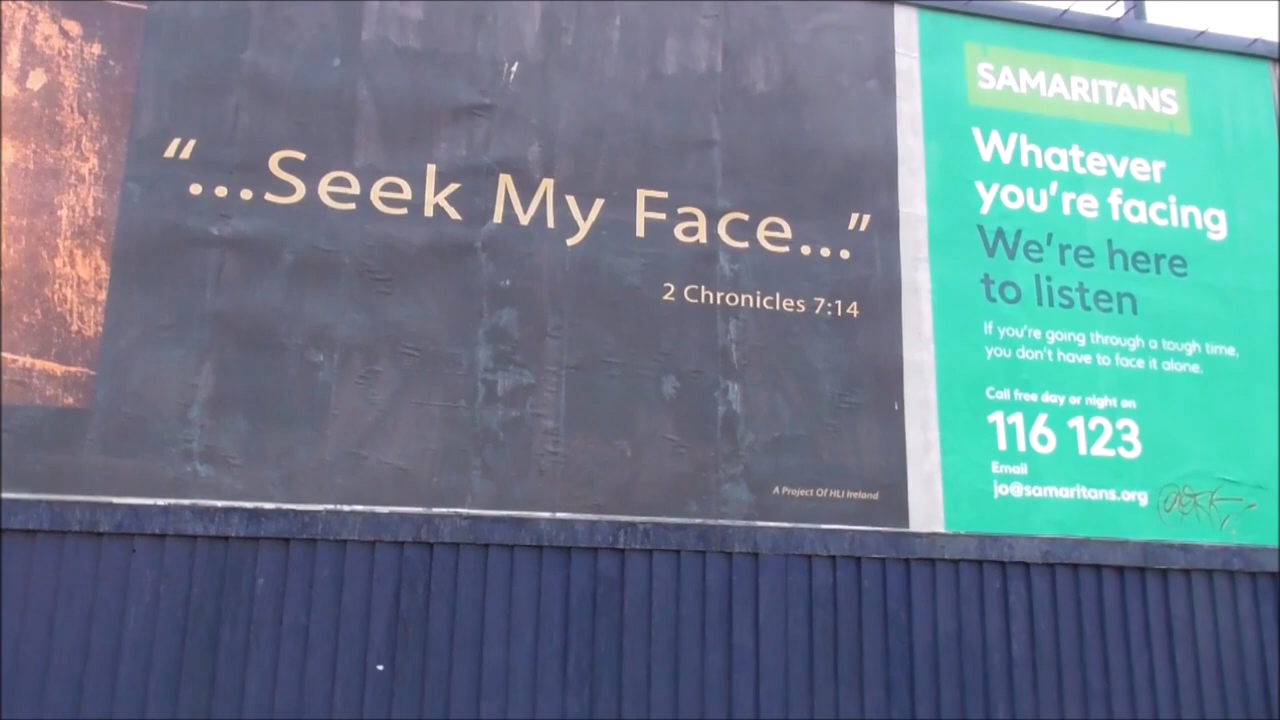 “...Seek My Face...”
2 Chronicles 7:14
A Project Of HLI Ireland
SAMARITANS
Whatever
you're facing
We're here
to listen
If you're going through a tough time,
you don't have to face it alone.
Call free day or night on
116 123
Email
jo@samaritans.org